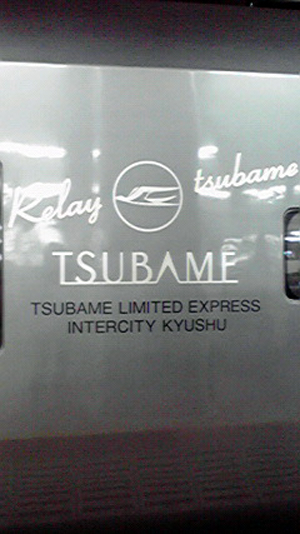 Relay tsubame
TSUBAME
TSUBAME LIMITED EXPRESS
INTERCITY KYUSHU